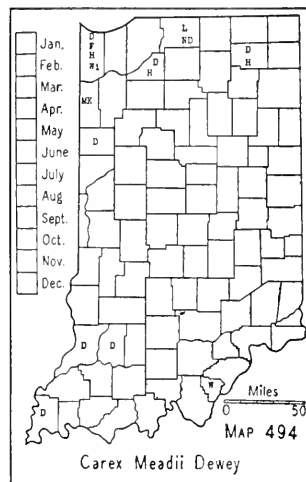 Jan.
Feb.
Mar.
Apr.
May
June
July
Aug
Sept.
Oct.
Nov.
Dec.
D
F
H
W1
L
ND
D
H
D
H
MK
D
D
D
D
W
Miles
0 50
MAP 494
Carex Meadii Dewey